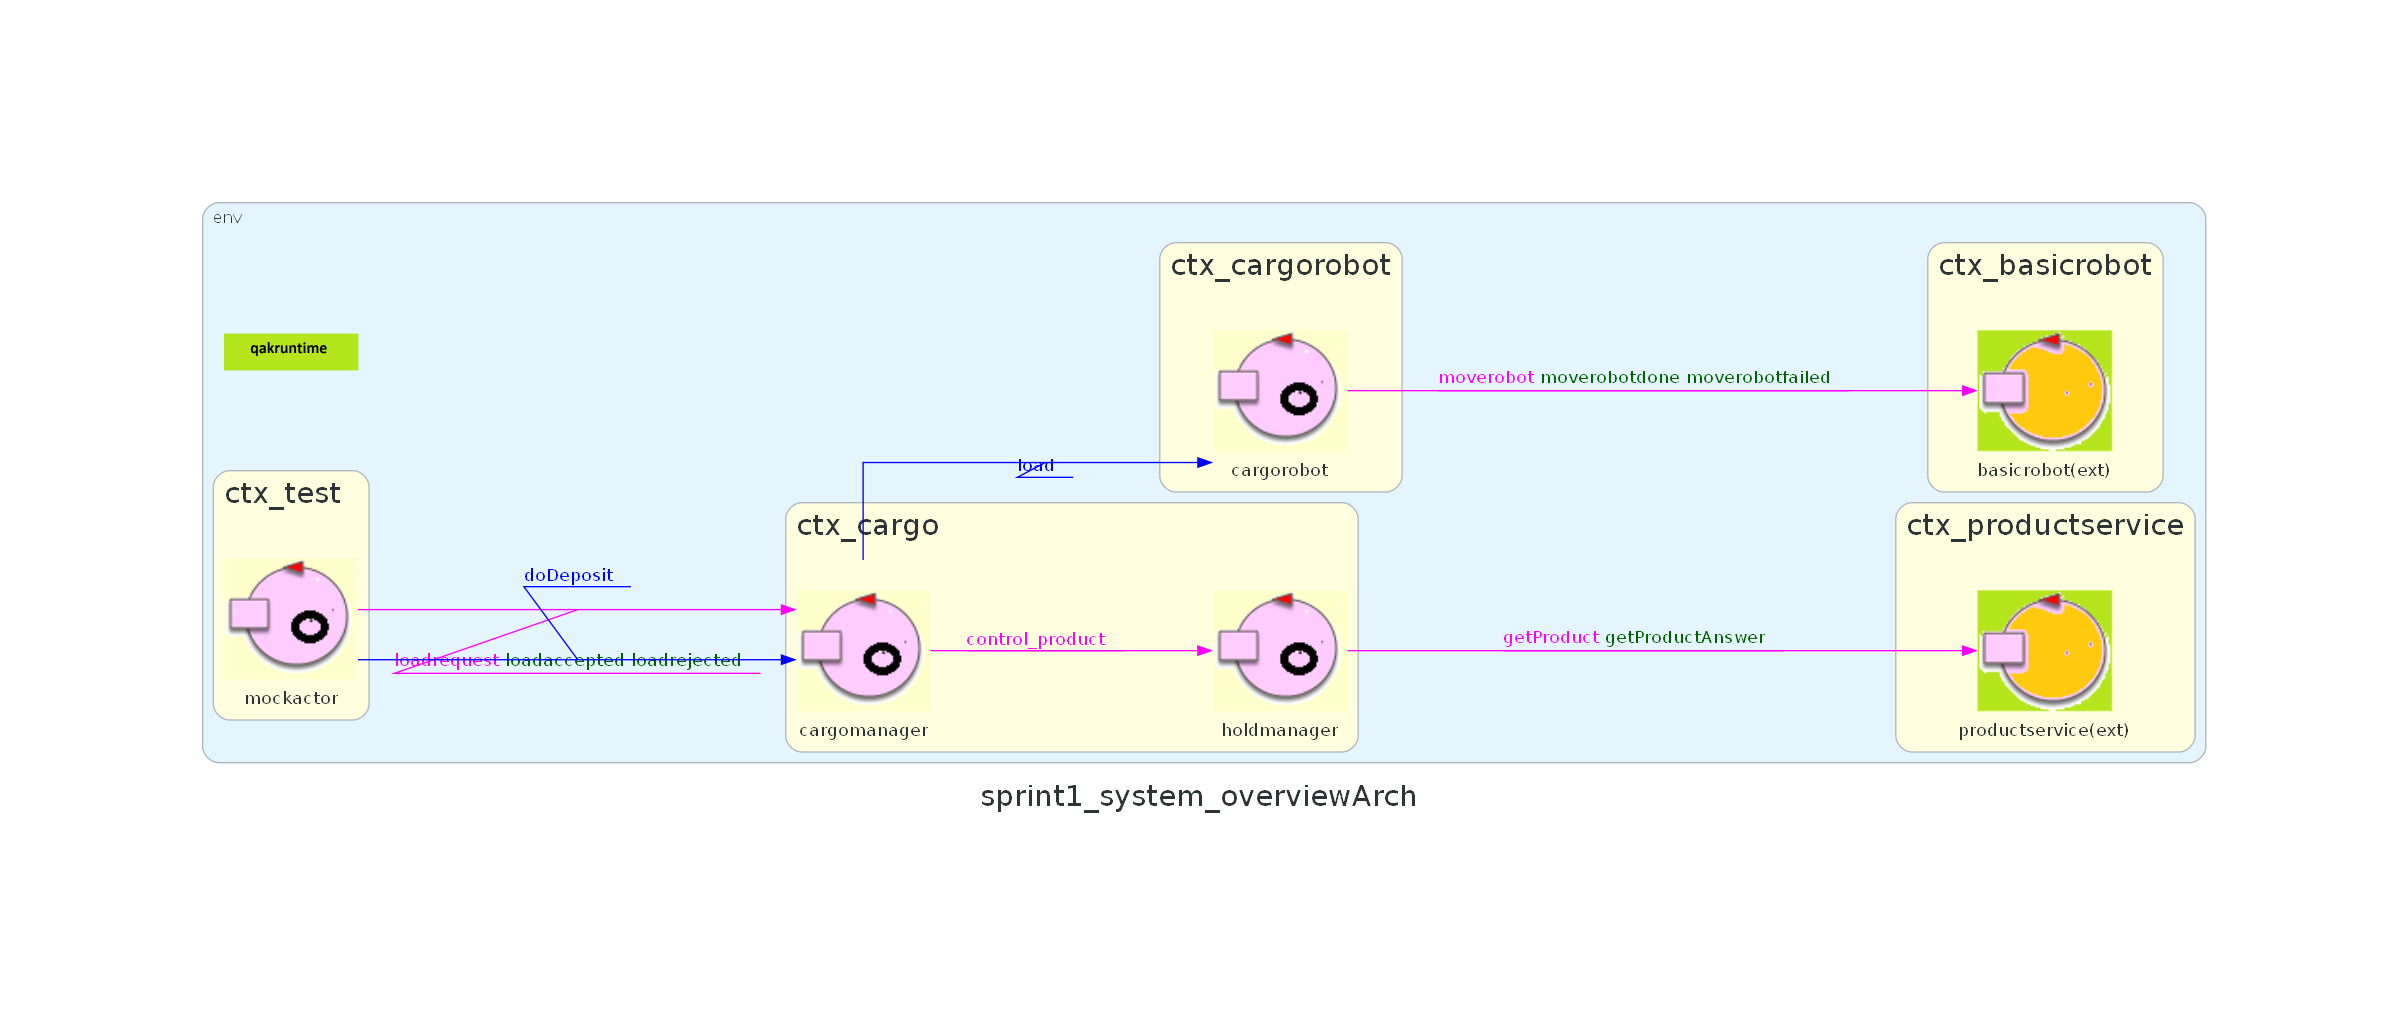 env
ctx_cargorobot
ctx_basicrobot
qakruntime
moverobot moverobotdone moverobotfailed
load
cargorobot
basicrobot(ext)
ctx_test
ctx_cargo
ctx_productservice
doDeposit
control_product
getProduct getProductAnswer
loadrequest loadaccepted loadrejected
mockactor
cargomanager
holdmanager
productservice(ext)
sprint1_system_overviewArch